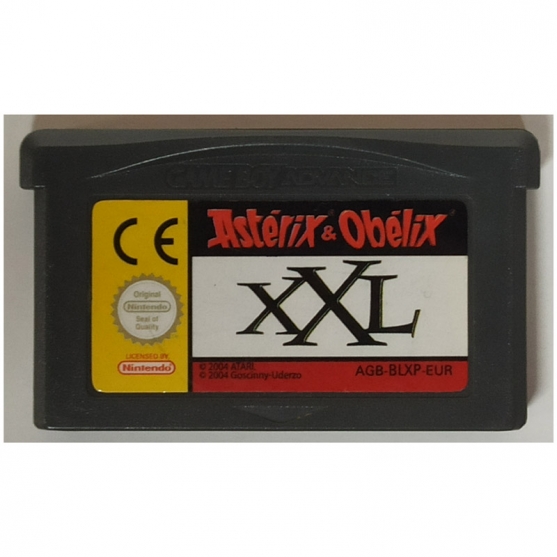 GAME BOY ADVANCE
CE
Astérix & Obélix
XXL
Original
Nintendo
Seal of
Quality
LICENSED BY
Nintendo
© 2004 ATARI.
© 2004 Goscinny-Uderzo
AGB-BLXP-EUR